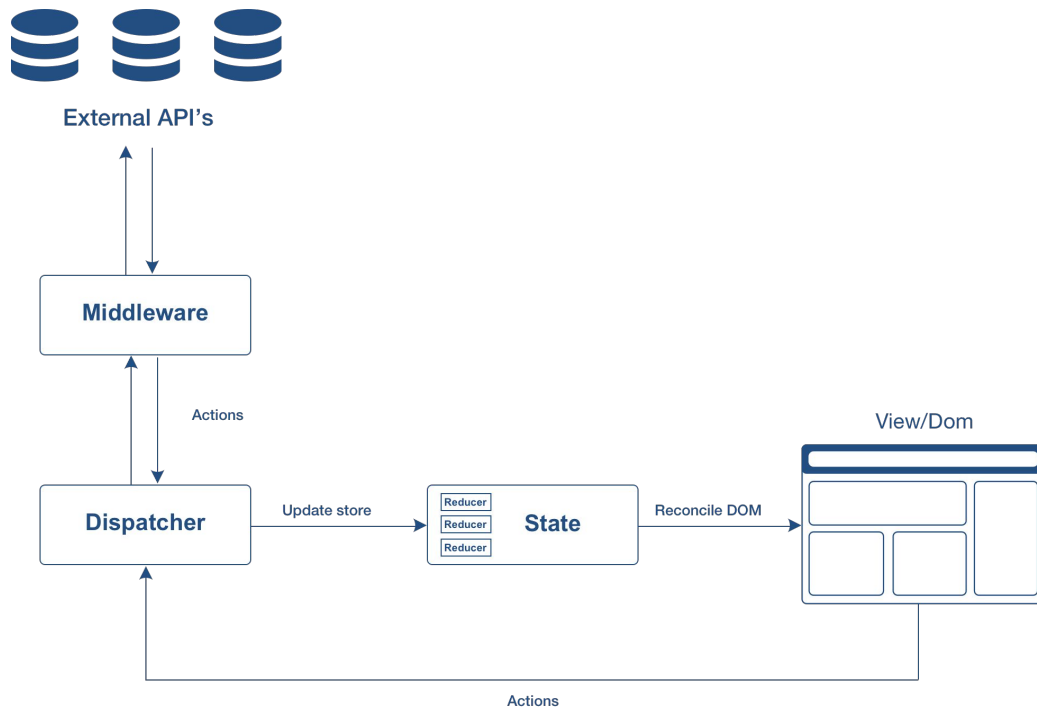 External API's
Middleware
Actions
View/Dom
Dispatcher
Update store
Reducer
Reducer
Reducer
State
Reconcile DOM
Actions